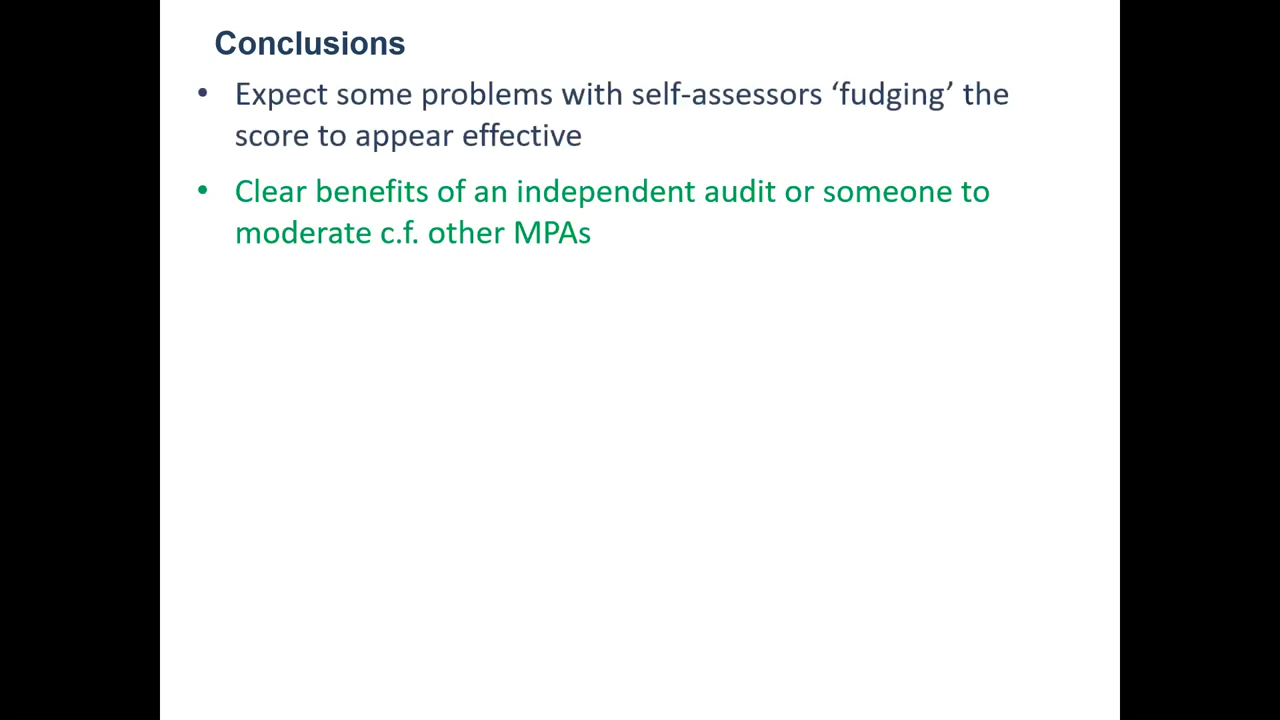 Conclusions
• Expect some problems with self-assessors ‘fudging’ the
score to appear effective
• Clear benefits of an independent audit or someone to
moderate c.f. other MPAs